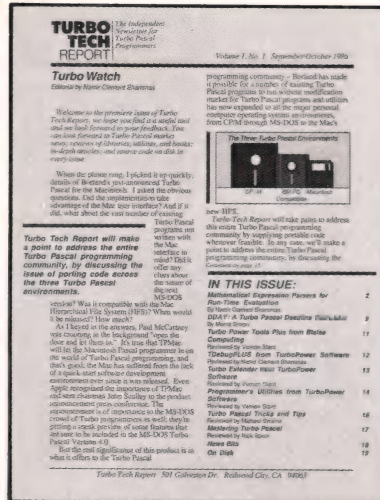 TURBO
TECH
REPORT
The Independent
Newsletter for
Turbo Pascal
Programmers
Volume 1, No. 1 September/October 1986
Turbo Watch
Editorial by Namir Clement Shammas
Welcome to the premiere issue of Turbo
Tech Report, we hope you find it a useful tool
and we look forward to your feedback. You
can look forward to Turbo Pascal market
news; reviews of libraries, utilities, and books;
in-depth articles; and source code on disk in
every issue.
When the phone rang, I picked it up quickly,
details of Borland's just-announced Turbo
Pascal for the Macintosh. I asked the obvious
questions. Did the implementation take
advantage of the Mac user interface? And if it
did, what about the vast number of existing
Turbo Pascal
programs not
written with
the Mac
interface in
mind? Did it
offer any
clues about
the future of
the next
MS-DOS
Turbo Tech Report will make
a point to address the entire
Turbo Pascal programming
community, by discussing the
issue of porting code across
the three Turbo Pascal
environments.
version? Was it compatible with the Mac
Hierarchical File System (HFS)? When would
it be released? How much?
As I keyed in the answers, Paul McCartney
was crooning in the background "open the
door and let them in." It's true that TPMac
will let the Macintosh Pascal programmer in on
the world of Turbo Pascal programming, and
that's good; the Mac has suffered from the lack
of a quick-start software development
environment ever since it was released. Even
Apple recognized the importance of TPMac
and sent chairman John Sculley to the product
announcement press conference. The
announcement is of importance to the MS-DOS
crowd of Turbo programmers as well; they're
getting a sneak preview of some features that
are sure to be included in the MS-DOS Turbo
Pascal Version 4.0.
But the real significance of this product is in
what it offers to the Turbo Pascal
programming community – Borland has made
it possible for a number of existing Turbo
Pascal programs to run without modification
market for Turbo Pascal programs and utilities
has now expanded to all the major personal
computer operating system environments,
from CP/M through MS-DOS to the Mac's
The Three Turbo Pascal Environments
CP/M
IBM PC
Compatible
Macintosh
new HFS.
Turbo Tech Report will take pains to address
this entire Turbo Pascal programming
community by supplying portable code
whenever feasible. In any case, we'll make a
point to address the entire Turbo Pascal
programming community, by discussing the
IN THIS ISSUE:
Mathematical Expression Parsers for 2
Run-Time Evaluation
By Namir Clement Shammas
DDAT: A Turbo Pascal 9
Turbo Power Tools Plus from Blaise 11
Computing
TDebugPLUS from TurboPower Software 12
Reviewed by Namir Clement Shammas
Turbo Extender from TurboPower 13
Software
Programmer's Utilities from TurboPower 14
Software
Turbo Pascal Tricks and Tips 16
Mastering Turbo Pascal 17
News Bits 18
On Disk 19
Turbo Tech Report 501 Galveston Dr. Redwood City, CA 94063